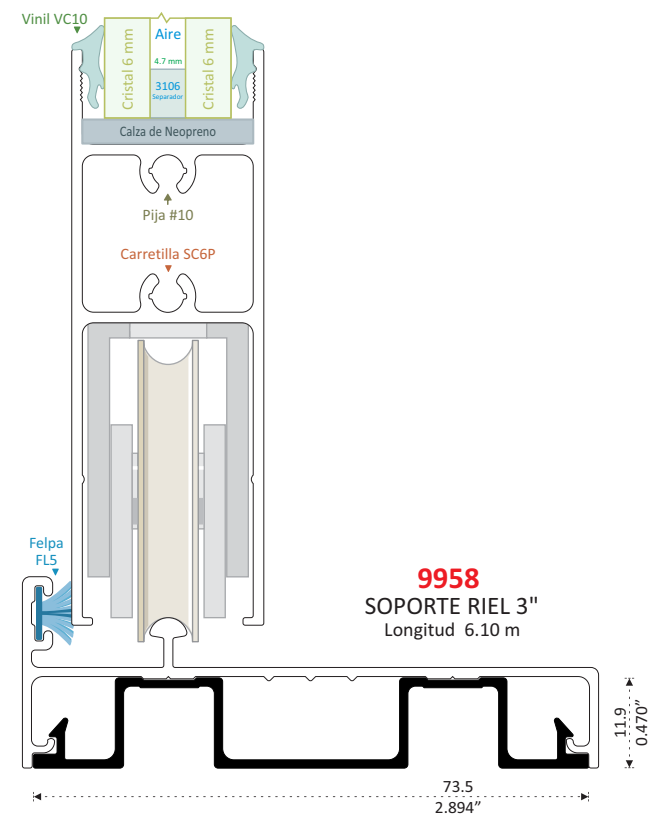 Vinil VC10
Aire
4.7 mm
Cristal 6 mm
Cristal 6 mm
3106
Separador
Calza de Neopreno
Pija #10
Carretilla SC6P
Felpa
FL5
9958
SOPORTE RIEL 3"
Longitud 6.10 m
11.9
0.470”
73.5
2.894”